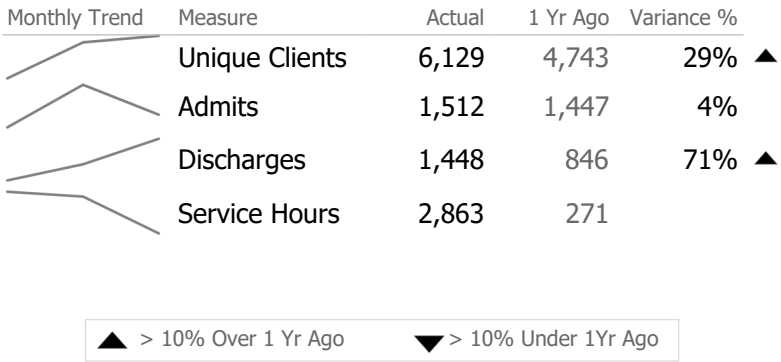 Monthly Trend Measure Actual 1 Yr Ago Variance %
Unique Clients 6,129 4,743 29% ▲
Admits 1,512 1,447 4%
Discharges 1,448 846 71% ▲
Service Hours 2,863 271
▲ > 10% Over 1 Yr Ago ▼ > 10% Under 1Yr Ago